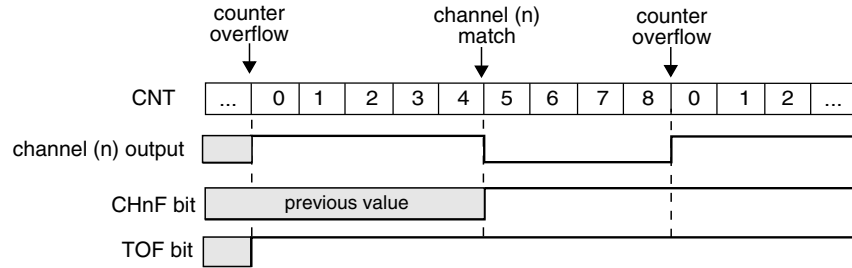 counter
overflow
channel (n)
match
counter
overflow
CNT ... 0 1 2 3 4 5 6 7 8 0 1 2 ...
channel (n) output
CHnF bit previous value
TOF bit